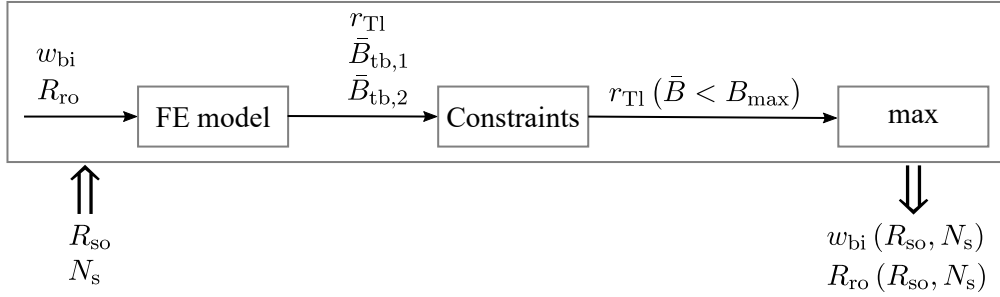 r_Tl
w_bi
B̄_tb,1
R_ro
B̄_tb,2
r_Tl (B̄ < B_max)
FE model
Constraints
max
R_so
N_s
w_bi (R_so, N_s)
R_ro (R_so, N_s)